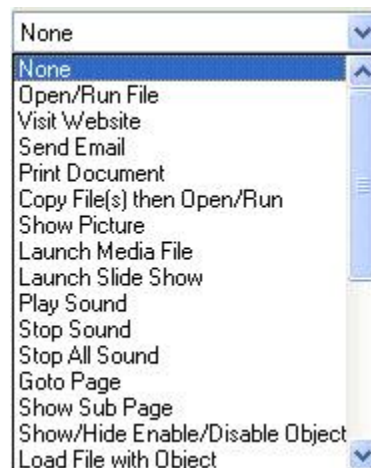 None
None
Open/Run File
Visit Website
Send Email
Print Document
Copy File(s) then Open/Run
Show Picture
Launch Media File
Launch Slide Show
Play Sound
Stop Sound
Stop All Sound
Goto Page
Show Sub Page
Show/Hide Enable/Disable Object
Load File with Object